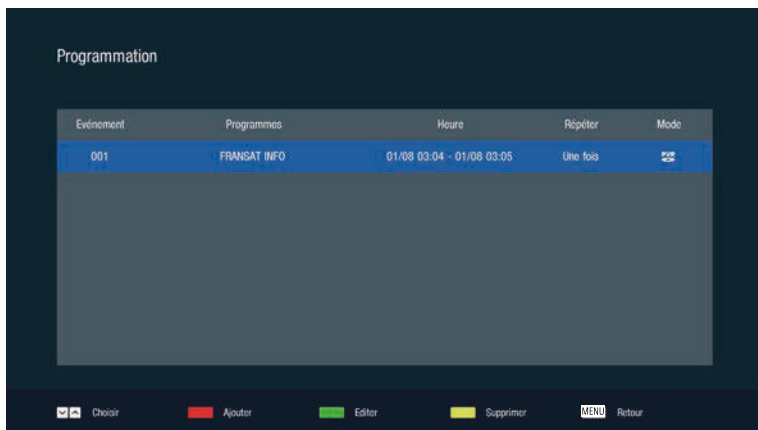 Programmation
Evénement Programmes Heure Répéter Mode
001 FRANSAT INFO 01/08 03:04 - 01/08 03:05 Une fois
Choisir Ajouter Editer Supprimer MENU Retour